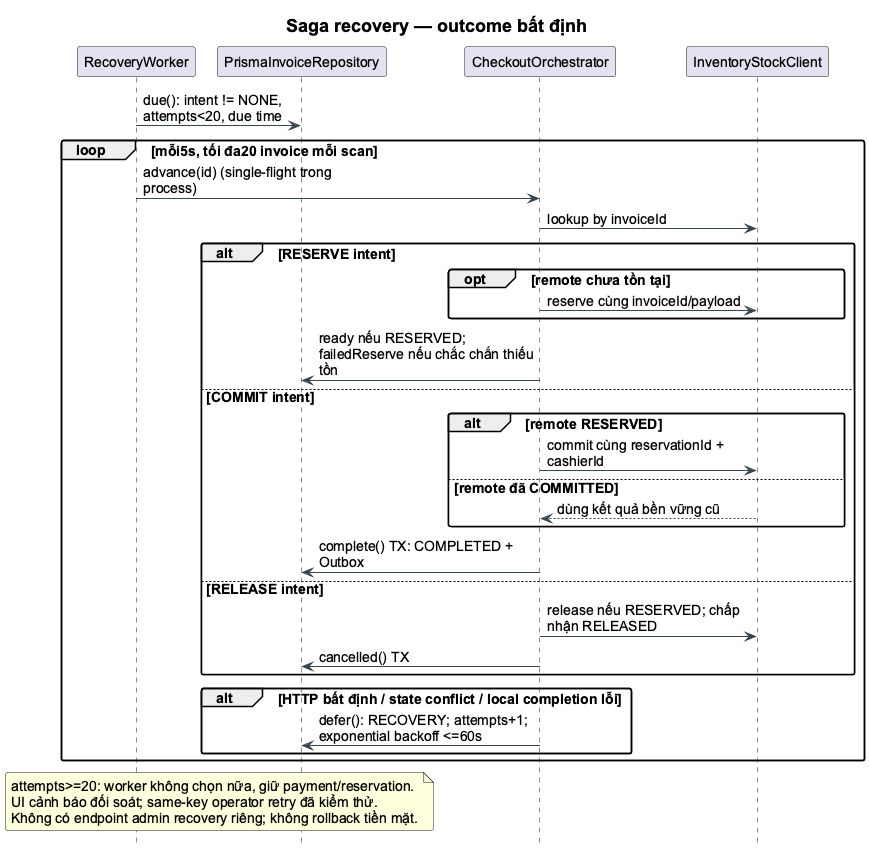 Saga recovery — outcome bất định
RecoveryWorker
PrismaInvoiceRepository
CheckoutOrchestrator
InventoryStockClient
due(): intent != NONE,
attempts<20, due time
loop
[mỗi5s, tối đa20 invoice mỗi scan]
advance(id) (single-flight trong
process)
lookup by invoiceId
alt
[RESERVE intent]
opt
[remote chưa tồn tại]
reserve cùng invoiceId/payload
ready nếu RESERVED;
failedReserve nếu chắc chắn thiếu
tồn
[COMMIT intent]
alt
[remote RESERVED]
commit cùng reservationId +
cashierId
[remote đã COMMITTED]
dùng kết quả bền vững cũ
complete() TX: COMPLETED +
Outbox
[RELEASE intent]
release nếu RESERVED; chấp
nhận RELEASED
cancelled() TX
alt
[HTTP bất định / state conflict / local completion lỗi]
defer(): RECOVERY; attempts+1;
exponential backoff <=60s
attempts>=20: worker không chọn nữa, giữ payment/reservation.
UI cảnh báo đối soát; same-key operator retry đã kiểm thử.
Không có endpoint admin recovery riêng; không rollback tiền mặt.